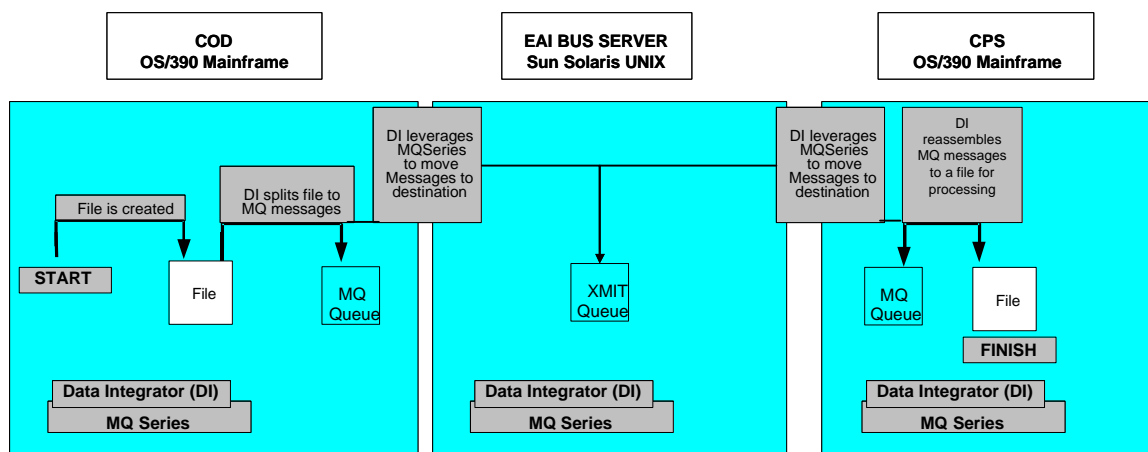 COD
OS/390 Mainframe
EAI BUS SERVER
Sun Solaris UNIX
CPS
OS/390 Mainframe
File is created
DI splits file to
MQ messages
DI leverages
MQSeries
to move
Messages to
destination
DI leverages
MQSeries
to move
Messages to
destination
DI
reassembles
MQ messages
to a file for
processing
START
File
MQ
Queue
XMIT
Queue
MQ
Queue
File
FINISH
Data Integrator (DI)
MQ Series
Data Integrator (DI)
MQ Series
Data Integrator (DI)
MQ Series